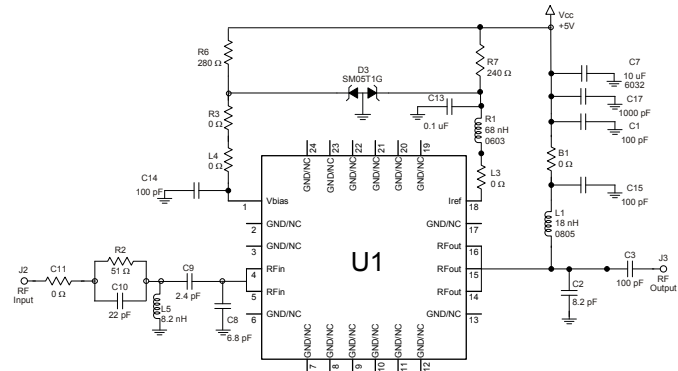 Vcc
+5V
R6
280 Ω
R7
240 Ω
D3
SM05T1G
C7
10 uF
6032
C17
1000 pF
C1
100 pF
C13
0.1 uF
R1
68 nH
0603
R3
0 Ω
L4
0 Ω
B1
0 Ω
L3
0 Ω
C14
100 pF
C15
100 pF
L1
18 nH
0805
24
23
22
21
20
19
GND/NC
GND/NC
GND/NC
GND/NC
GND/NC
GND/NC
1
Vbias
Iref
18
2
GND/NC
GND/NC
17
3
GND/NC
RFout
16
U1
4
RFin
RFout
15
5
RFin
RFout
14
6
GND/NC
GND/NC
13
GND/NC
GND/NC
GND/NC
GND/NC
GND/NC
GND/NC
7
8
9
10
11
12
J2
RF
Input
C11
0 Ω
R2
51 Ω
C10
22 pF
L5
8.2 nH
C9
2.4 pF
C8
6.8 pF
C2
8.2 pF
C3
100 pF
J3
RF
Output